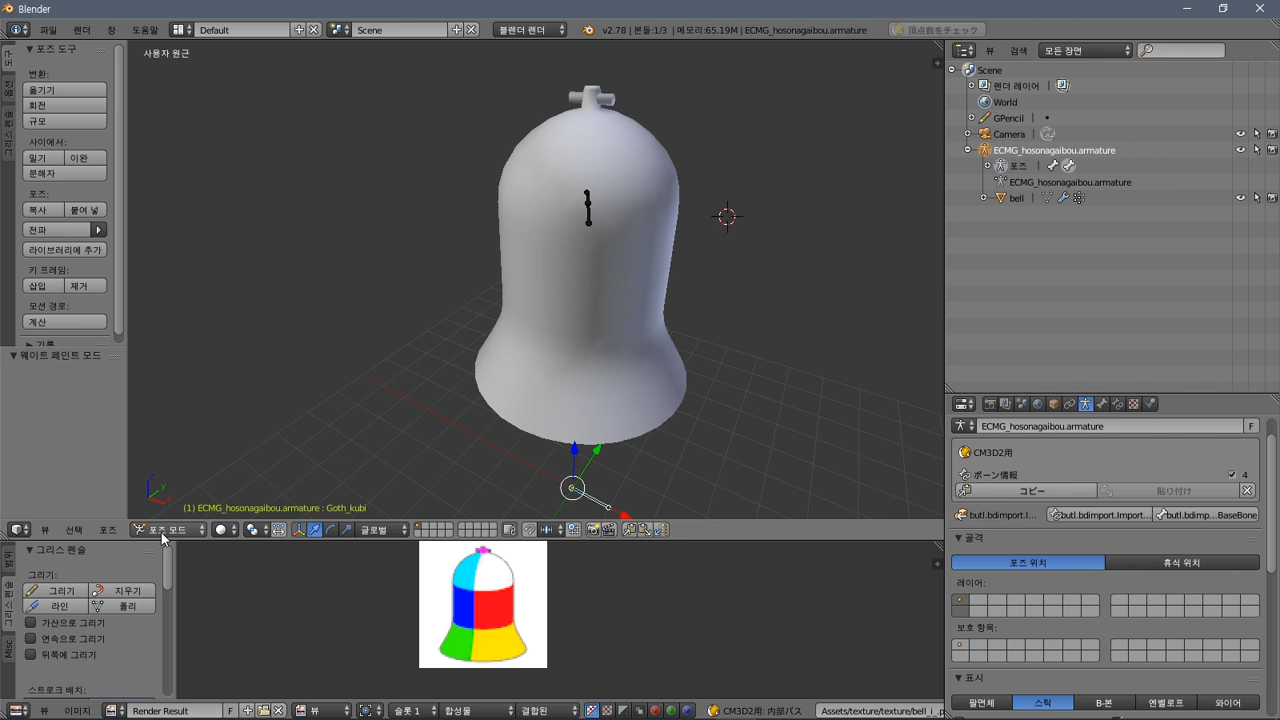 Blender
파일 렌더 창 도움말 Default Scene 블렌더 렌더 v2.78 | 본들:1/3 | 메모리:65.19M | ECMG_hosonagaibou.armature 頂点数をチェック
포즈 도구
변환:
옮기기
회전
규모
사이에서:
밀기 이완
분해자
포즈:
복사 붙여 넣
전파
라이브러리에 추가
키 프레임:
삽입 제거
모션 경로:
계산
웨이트 페인트 모드
사용자 원근
(1) ECMG_hosonagaibou.armature : Goth_kubi
뷰 선택 포즈 포즈 모드 글로벌
그리스 펜슬
그리기:
그리기 지우기
라인 폴리
가산으로 그리기
연속으로 그리기
뒤쪽에 그리기
스트로크 배치:
Misc
뷰 이미지 Render Result F 뷰 슬롯 1 합성물 결합된 CM3D2用: 内部パス Assets/texture/texture/bell_i_p
뷰 검색 모든 장면
Scene
렌더 레이어
World
GPencil
Camera
ECMG_hosonagaibou.armature
포즈
ECMG_hosonagaibou.armature
bell
ECMG_hosonagaibou.armature F
CM3D2用
ボーン情報 4
コピー 貼り付け
butl.bdimport.I... butl.bdimport.Import... butl.bdimp...BaseBone
골격
포즈 위치 휴식 위치
레이어:
보호 항목:
표시
팔면체 스틱 B-본 엔벨로프 와이어